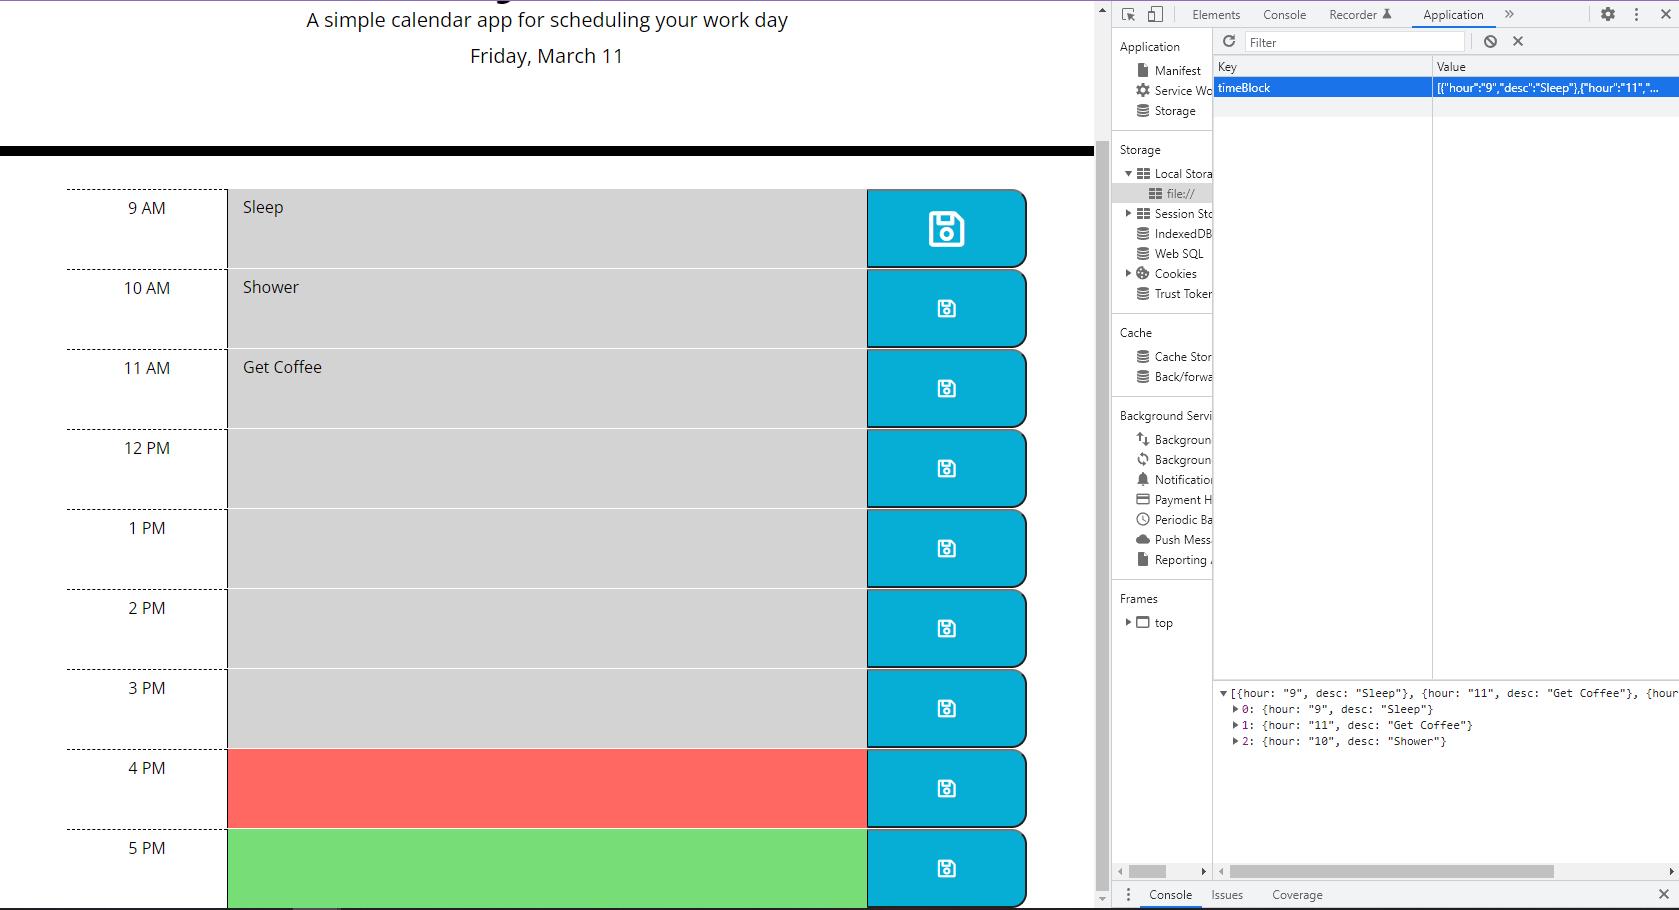 A simple calendar app for scheduling your work day
Friday, March 11
9 AM
Sleep
10 AM
Shower
11 AM
Get Coffee
12 PM
1 PM
2 PM
3 PM
4 PM
5 PM
Elements Console Recorder Application
Application
Manifest
Service Wo
Storage
Storage
Local Stora
file://
Session Sto
IndexedDB
Web SQL
Cookies
Trust Token
Cache
Cache Stor
Back/forwa
Background Servi
Backgroun
Backgroun
Notification
Payment H
Periodic Ba
Push Mess
Reporting
Frames
top
Filter
Key Value
timeBlock [{"hour":"9","desc":"Sleep"},{"hour":"11","...
[{hour: "9", desc: "Sleep"}, {hour: "11", desc: "Get Coffee"}, {hour
0: {hour: "9", desc: "Sleep"}
1: {hour: "11", desc: "Get Coffee"}
2: {hour: "10", desc: "Shower"}
Console Issues Coverage